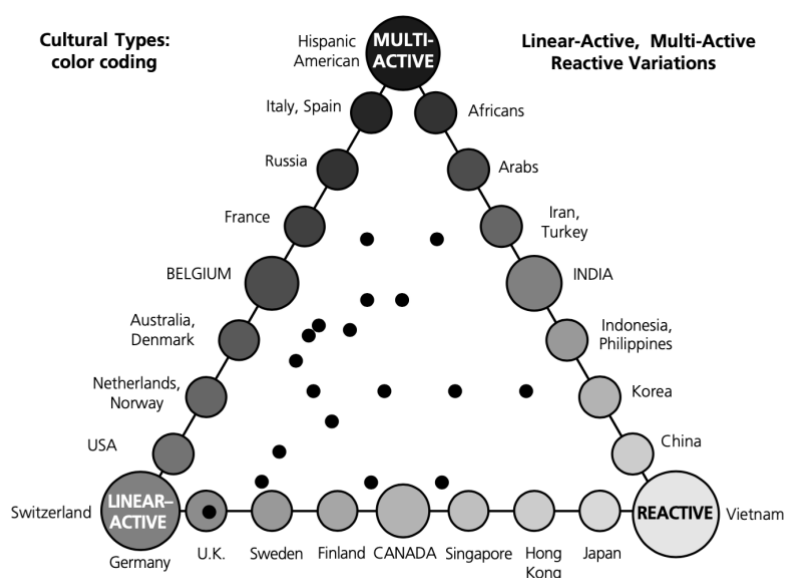 Cultural Types:
color coding
Linear-Active, Multi-Active
Reactive Variations
Hispanic
American
MULTI-
ACTIVE
Italy, Spain
Africans
Russia
Arabs
France
Iran,
Turkey
BELGIUM
INDIA
Australia,
Denmark
Indonesia,
Philippines
Netherlands,
Norway
Korea
USA
China
Switzerland
LINEAR–
ACTIVE
REACTIVE
Vietnam
Germany
U.K.
Sweden
Finland
CANADA
Singapore
Hong
Kong
Japan